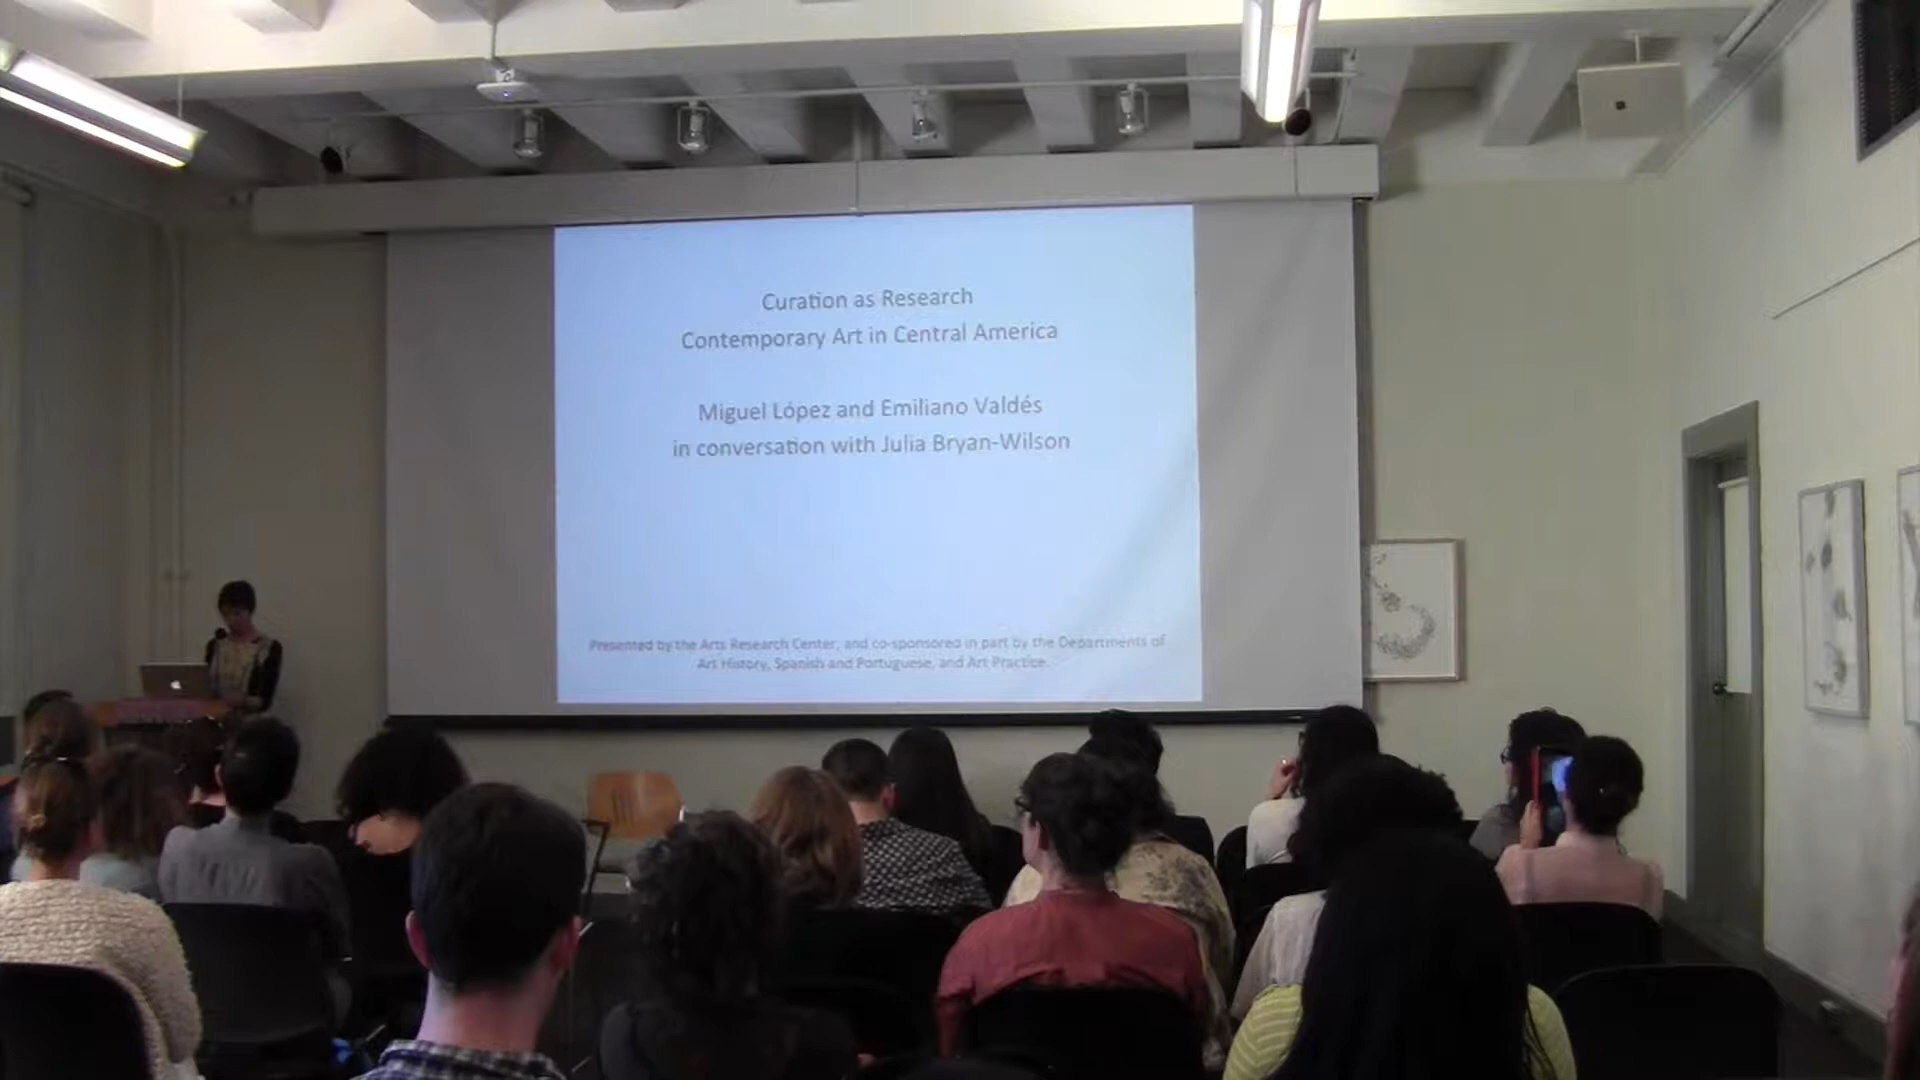 Curation as Research
Contemporary Art in Central America
Miguel López and Emiliano Valdés
in conversation with Julia Bryan-Wilson
Presented by the Arts Research Center; and co-sponsored in part by the Departments of
Art History, Spanish and Portuguese, and Art Practice.